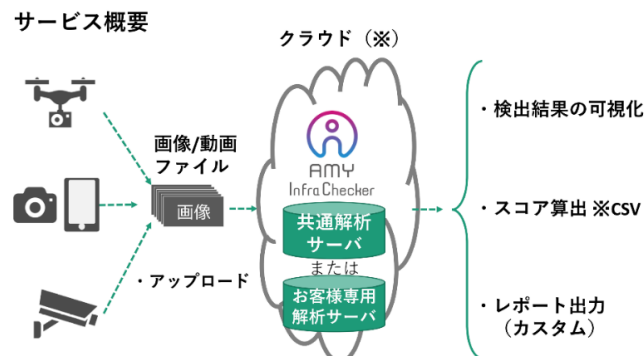 サービス概要
クラウド（※）
画像/動画
ファイル
画像
・アップロード
AMY
InfraChecker
共通解析
サーバ
または
お客様専用
解析サーバ
・検出結果の可視化
・スコア算出 ※CSV
・レポート出力
（カスタム）